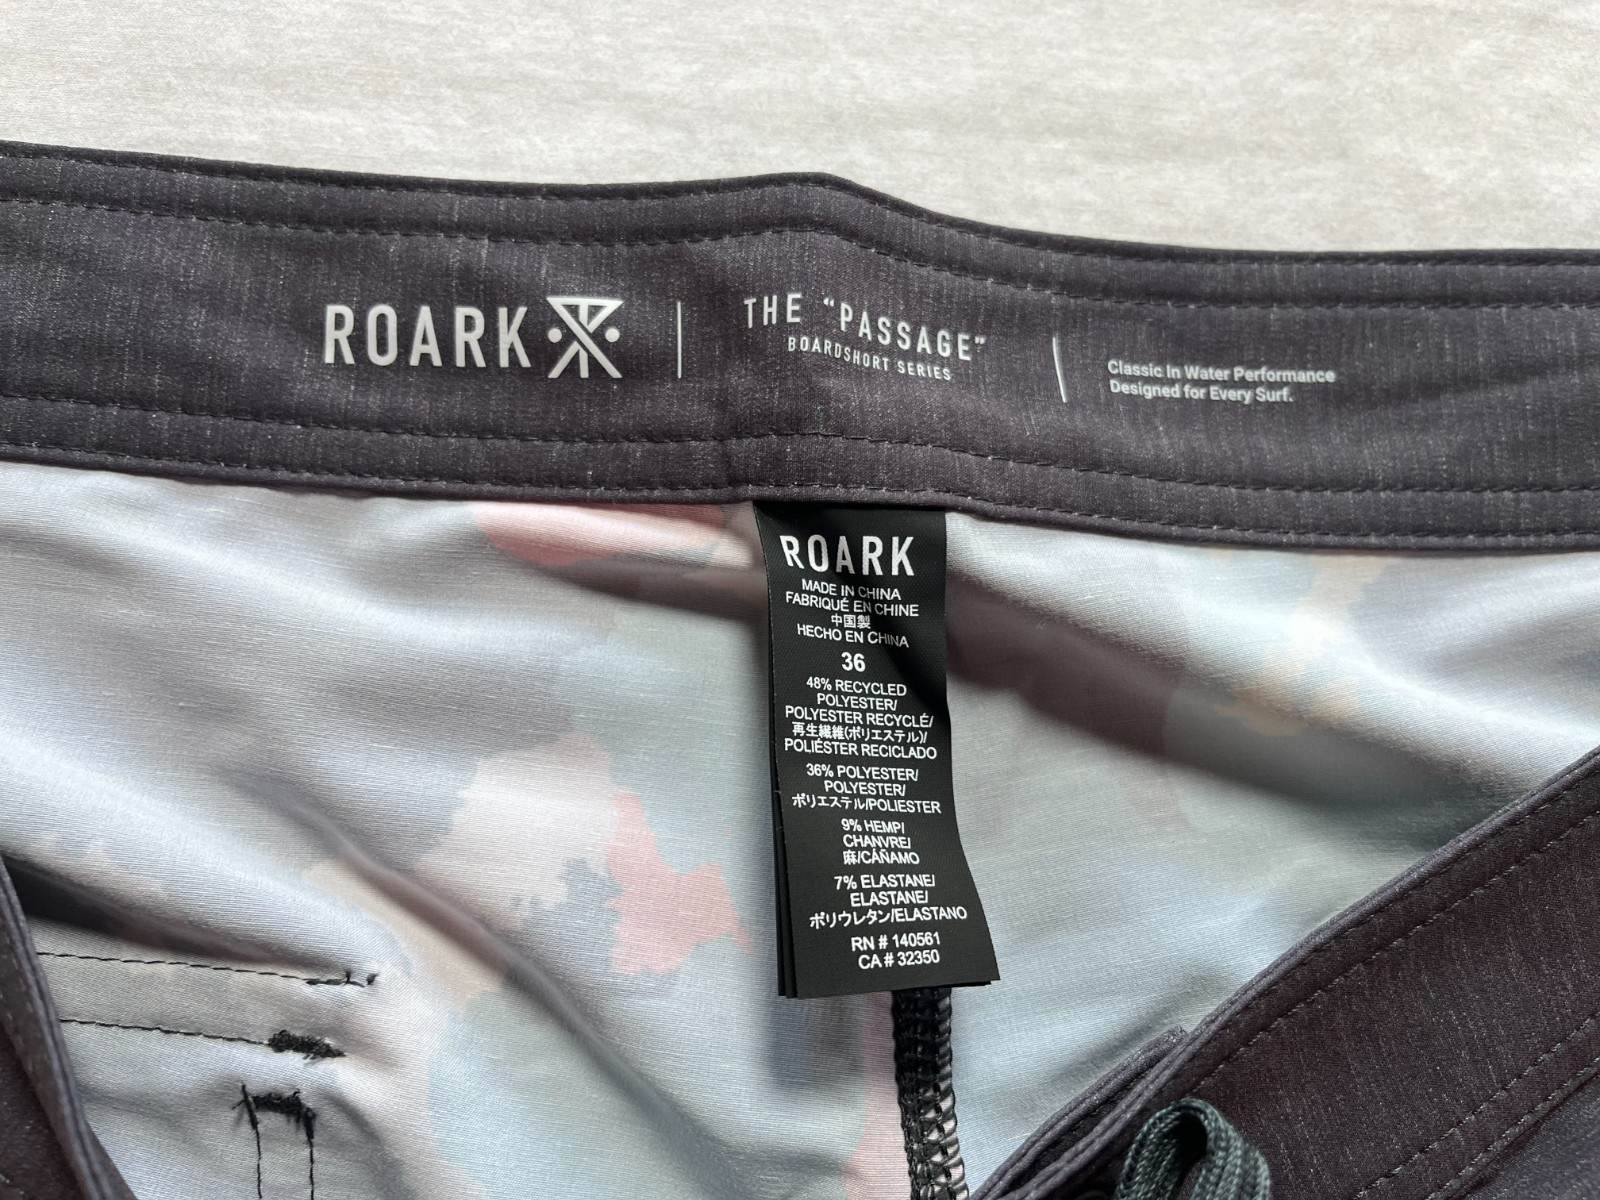 ROARK
THE "PASSAGE"
BOARDSHORT SERIES
Classic In Water Performance
Designed for Every Surf.
ROARK
MADE IN CHINA
FABRIQUÉ EN CHINE
中国製
HECHO EN CHINA
36
48% RECYCLED
POLYESTER/
POLYESTER RECYCLÉ/
再生繊維(ポリエステル)/
POLIÉSTER RECICLADO
36% POLYESTER/
POLYESTER/
ポリエステル/POLIESTER
9% HEMP/
CHANVRE/
麻/CÁÑAMO
7% ELASTANE/
ELASTANE/
ポリウレタン/ELASTANO
RN # 140561
CA # 32350